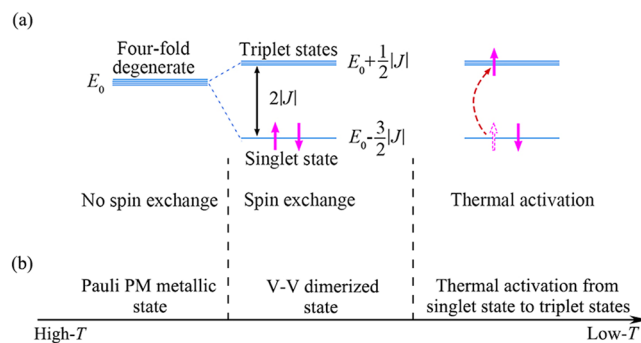 (a)
Four-fold
degenerate
E₀
Triplet states
E₀+1/2|J|
2|J|
E₀-3/2|J|
Singlet state
No spin exchange
Spin exchange
Thermal activation
(b)
Pauli PM metallic
state
V-V dimerized
state
Thermal activation from
singlet state to triplet states
High-T
Low-T